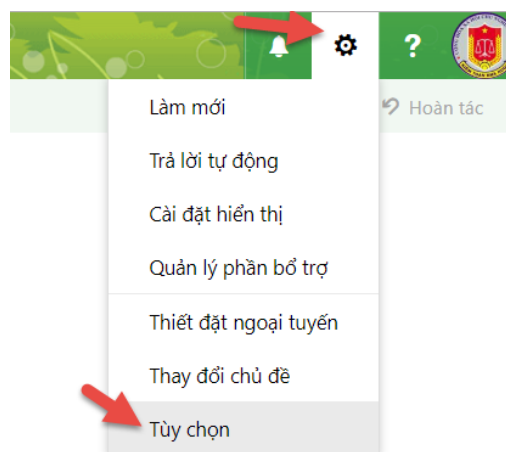 ?
Làm mới
Hoàn tác
Trả lời tự động
Cài đặt hiển thị
Quản lý phần bổ trợ
Thiết đặt ngoại tuyến
Thay đổi chủ đề
Tùy chọn